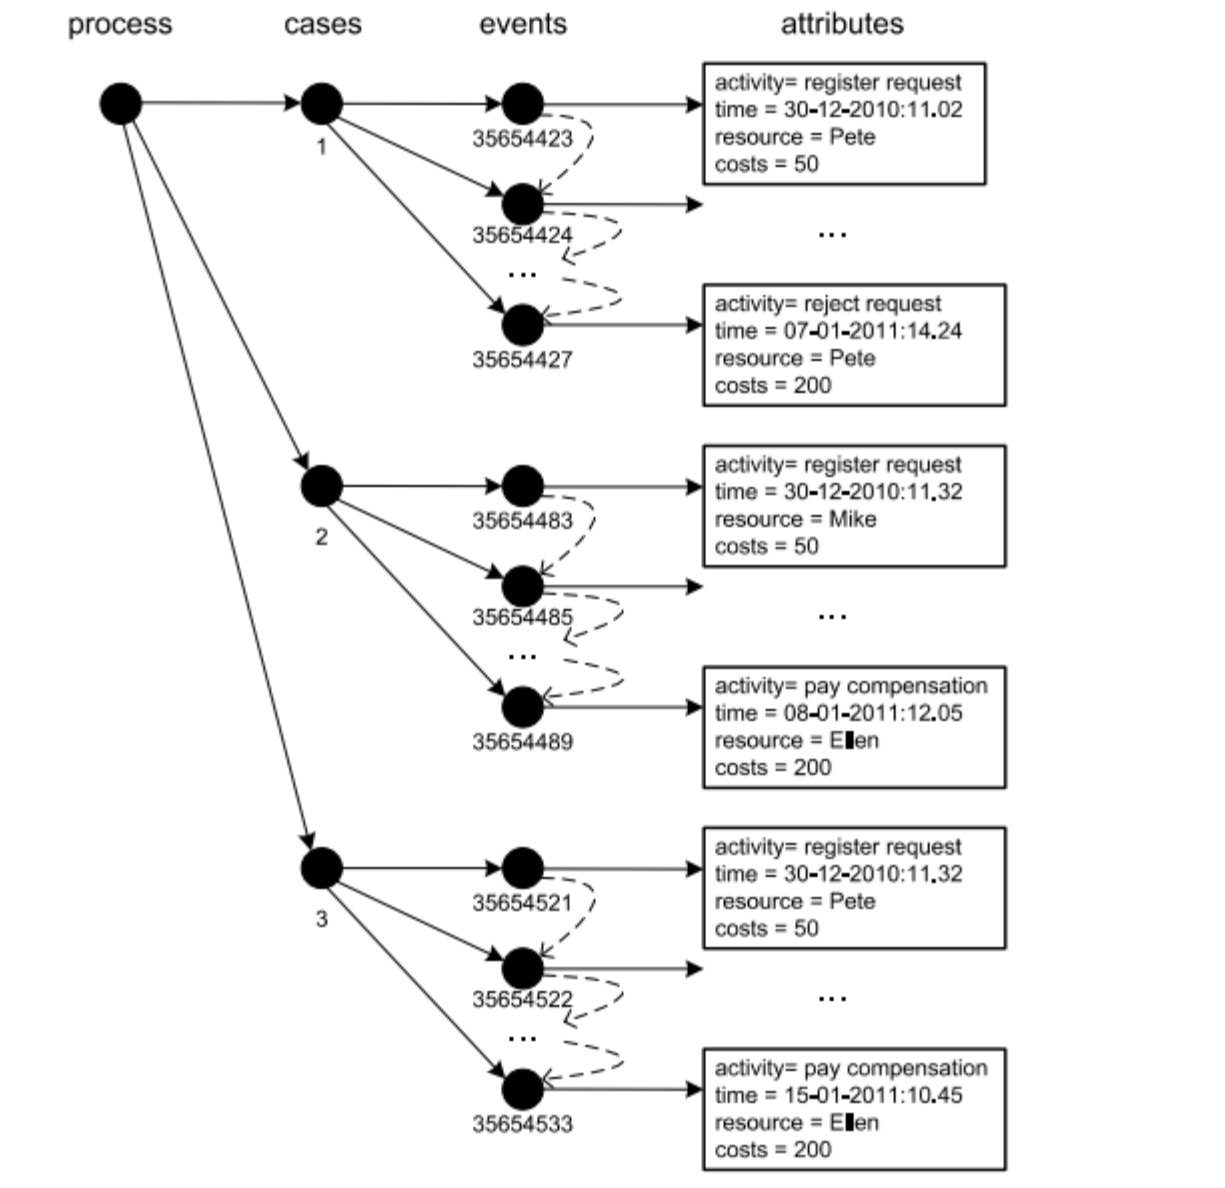 process cases events attributes
activity= register request
time = 30-12-2010:11.02
resource = Pete
costs = 50
35654423
1
35654424
...
...
activity= reject request
time = 07-01-2011:14.24
resource = Pete
costs = 200
35654427
activity= register request
time = 30-12-2010:11.32
resource = Mike
costs = 50
35654483
2
35654485
...
...
activity= pay compensation
time = 08-01-2011:12.05
resource = Ellen
costs = 200
35654489
activity= register request
time = 30-12-2010:11.32
resource = Pete
costs = 50
35654521
3
35654522
...
...
activity= pay compensation
time = 15-01-2011:10.45
resource = Ellen
costs = 200
35654533